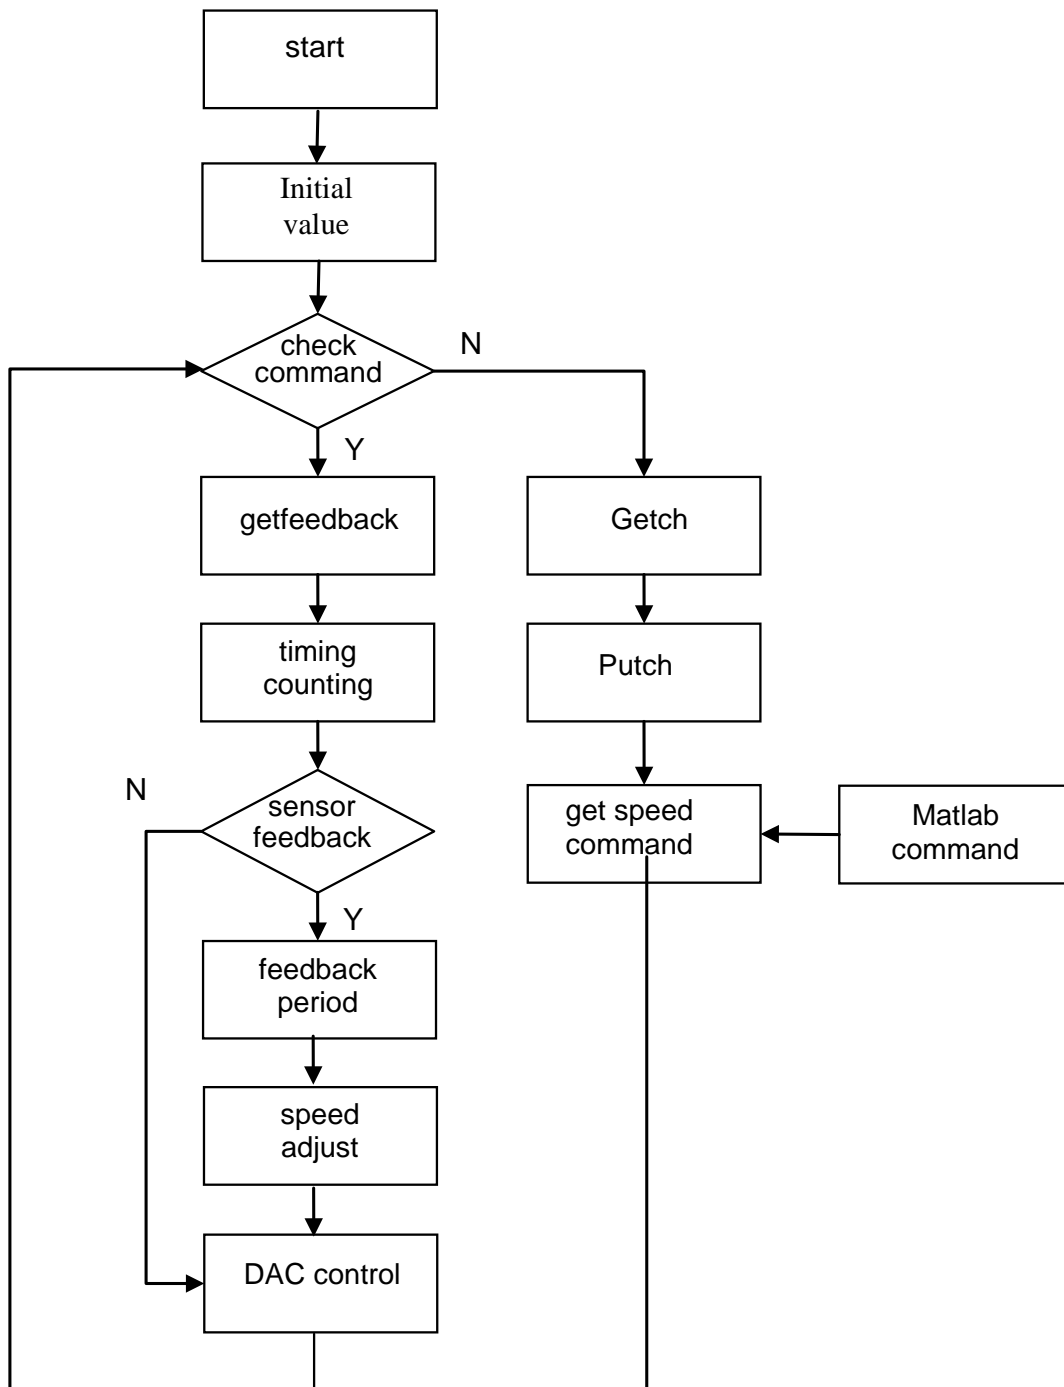 start
Initial
value
check
command
N
Y
getfeedback
Getch
timing
counting
Putch
N
sensor
feedback
get speed
command
Matlab
command
Y
feedback
period
speed
adjust
DAC control